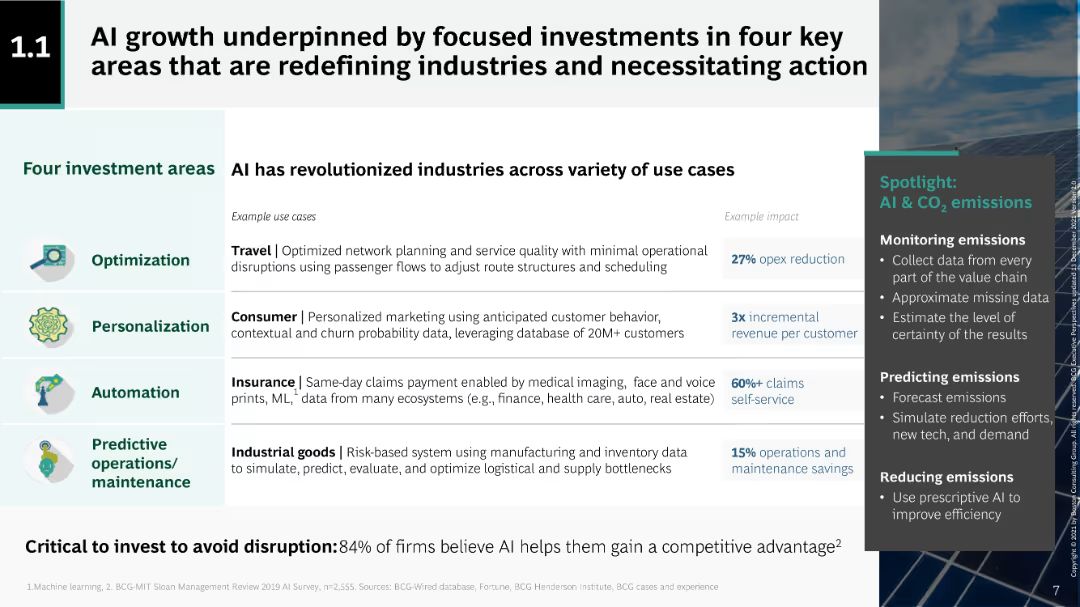 1.1
AI growth underpinned by focused investments in four key
areas that are redefining industries and necessitating action
Four investment areas
AI has revolutionized industries across variety of use cases
Example use cases
Example impact
Optimization
Travel | Optimized network planning and service quality with minimal operational
disruptions using passenger flows to adjust route structures and scheduling
27% opex reduction
Personalization
Consumer | Personalized marketing using anticipated customer behavior,
contextual and churn probability data, leveraging database of 20M+ customers
3x incremental
revenue per customer
Automation
Insurance | Same-day claims payment enabled by medical imaging, face and voice
prints, ML,¹ data from many ecosystems (e.g., finance, health care, auto, real estate)
60%+ claims
self-service
Predictive
operations/
maintenance
Industrial goods | Risk-based system using manufacturing and inventory data
to simulate, predict, evaluate, and optimize logistical and supply bottlenecks
15% operations and
maintenance savings
Critical to invest to avoid disruption:84% of firms believe AI helps them gain a competitive advantage²
1.Machine learning, 2. BCG-MIT Sloan Management Review 2019 AI Survey, n=2,555. Sources: BCG-Wired database, Fortune, BCG Henderson Institute, BCG cases and experience
Spotlight:
AI & CO₂ emissions
Monitoring emissions
• Collect data from every
part of the value chain
• Approximate missing data
• Estimate the level of
certainty of the results
Predicting emissions
• Forecast emissions
• Simulate reduction efforts,
new tech, and demand
Reducing emissions
• Use prescriptive AI to
improve efficiency
Copyright © 2021 by Boston Consulting Group. All rights reserved. BCG Executive Perspectives updated 13 December 2021 Version 2.0
7